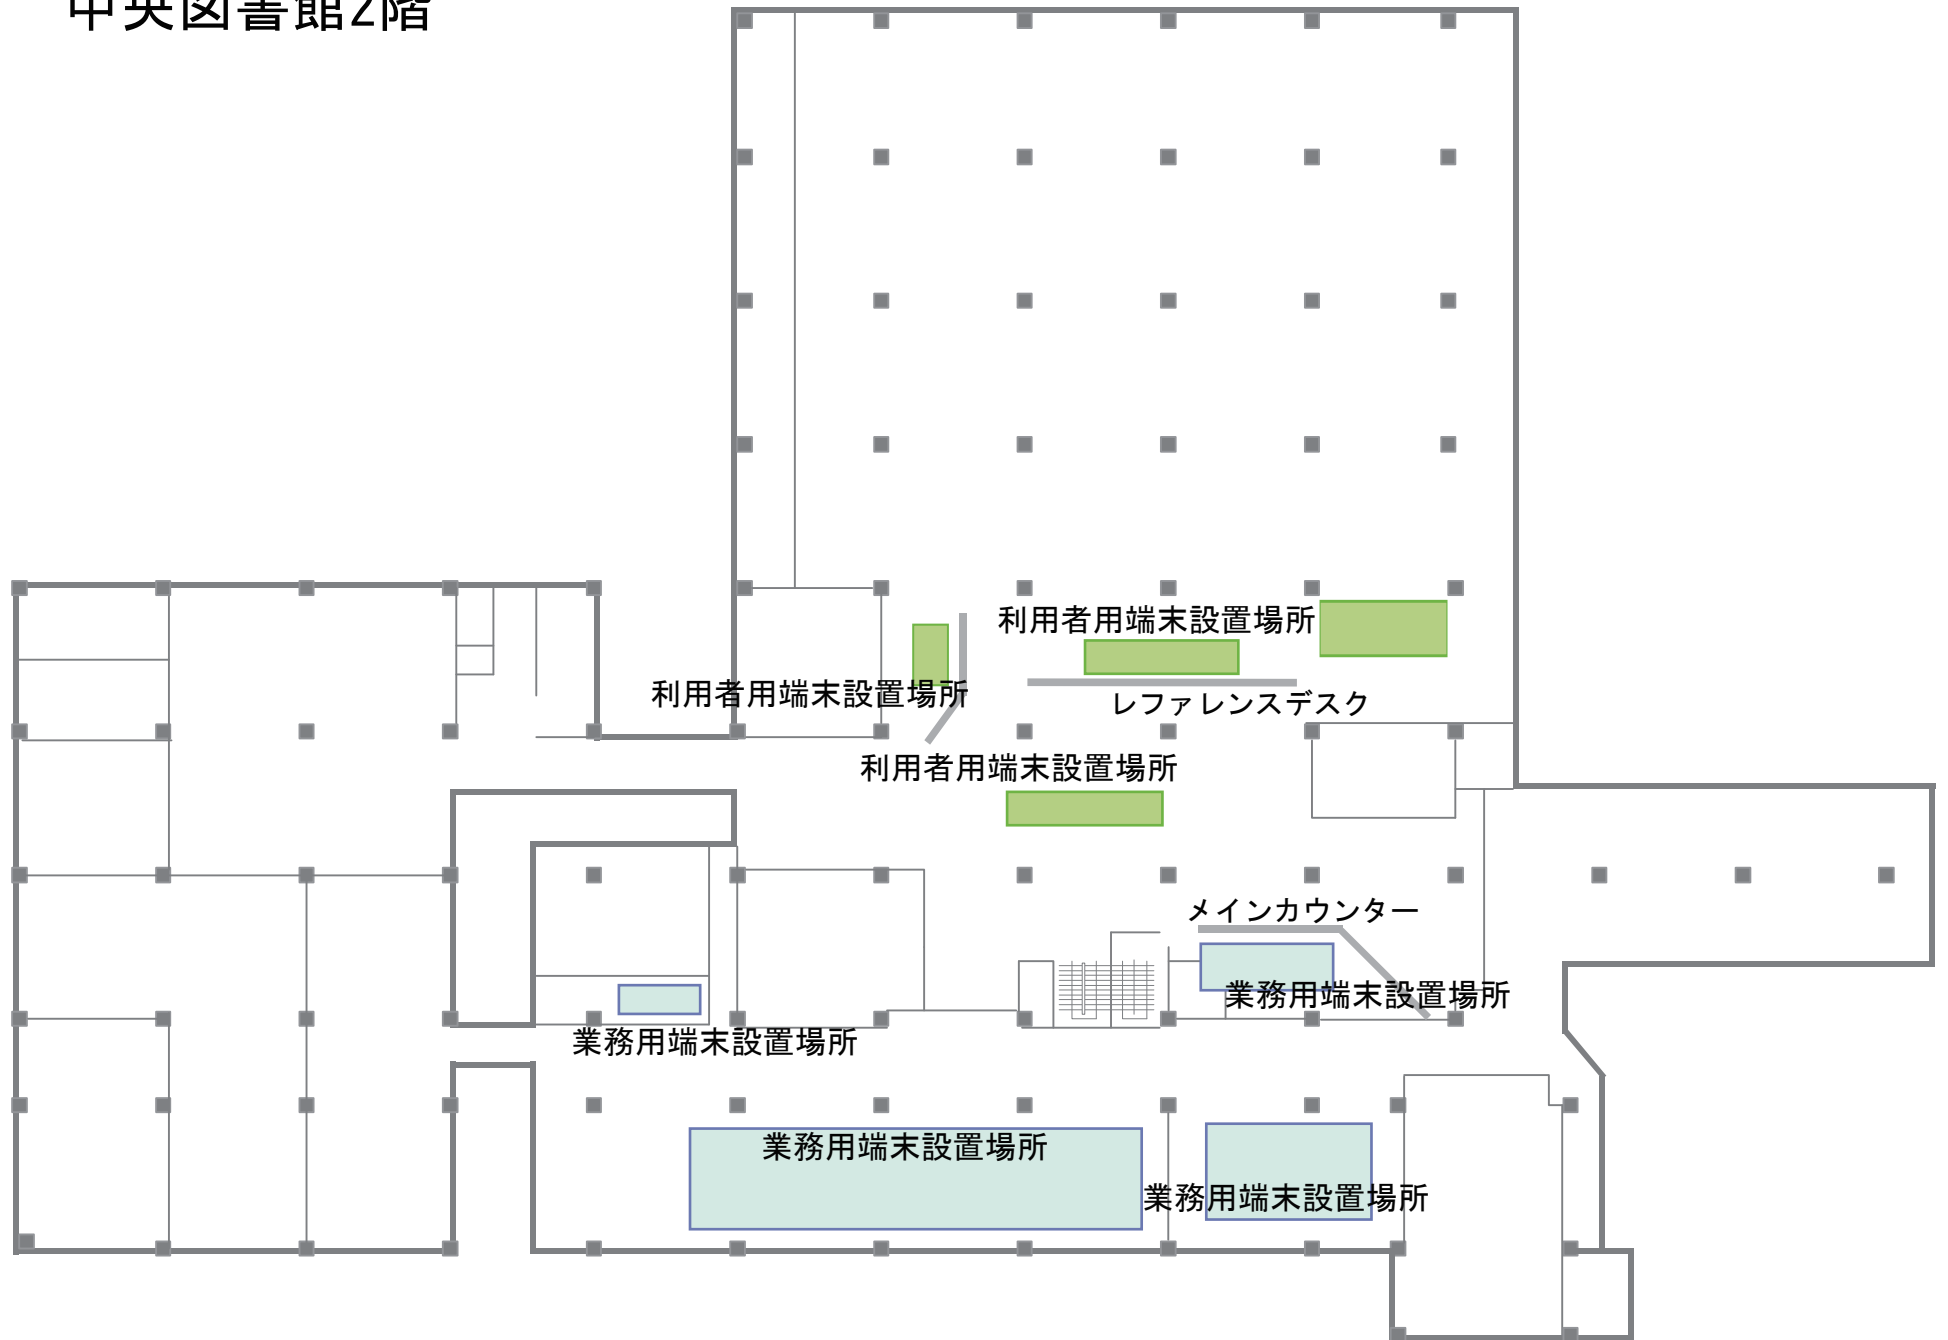 中央図書館2階
利用者用端末設置場所
利用者用端末設置場所
レファレンスデスク
利用者用端末設置場所
メインカウンター
業務用端末設置場所
業務用端末設置場所
業務用端末設置場所
業務用端末設置場所